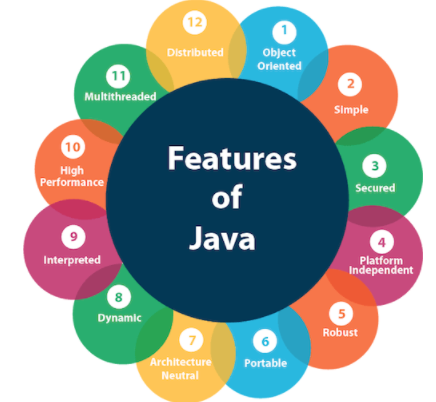 Features
of
Java
1
Object
Oriented
2
Simple
3
Secured
4
Platform
Independent
5
Robust
6
Portable
7
Architecture
Neutral
8
Dynamic
9
Interpreted
10
High
Performance
11
Multithreaded
12
Distributed